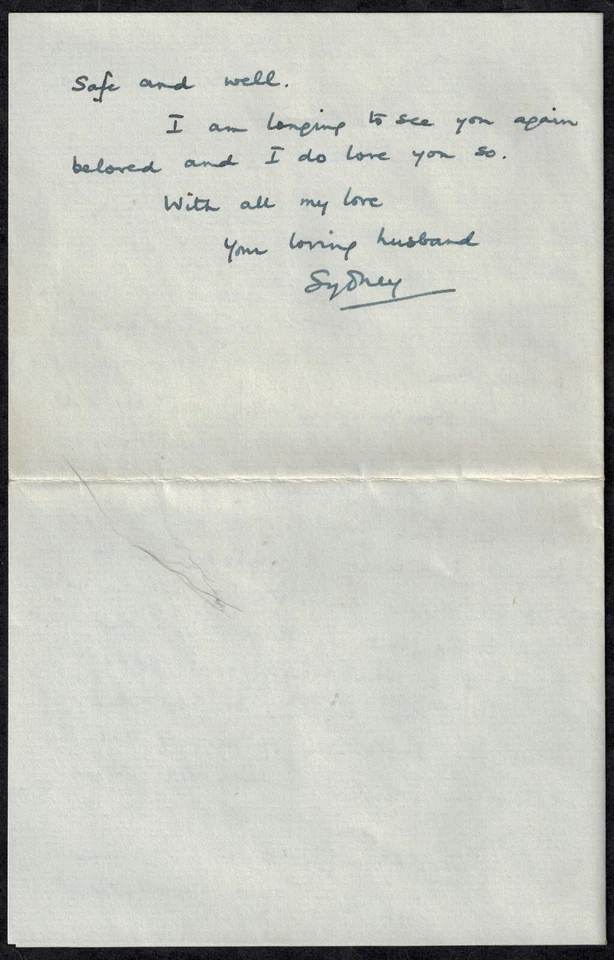 Safe and well.
I am longing to see you again
beloved and I do love you so.
With all my love
Your loving husband
Sydney